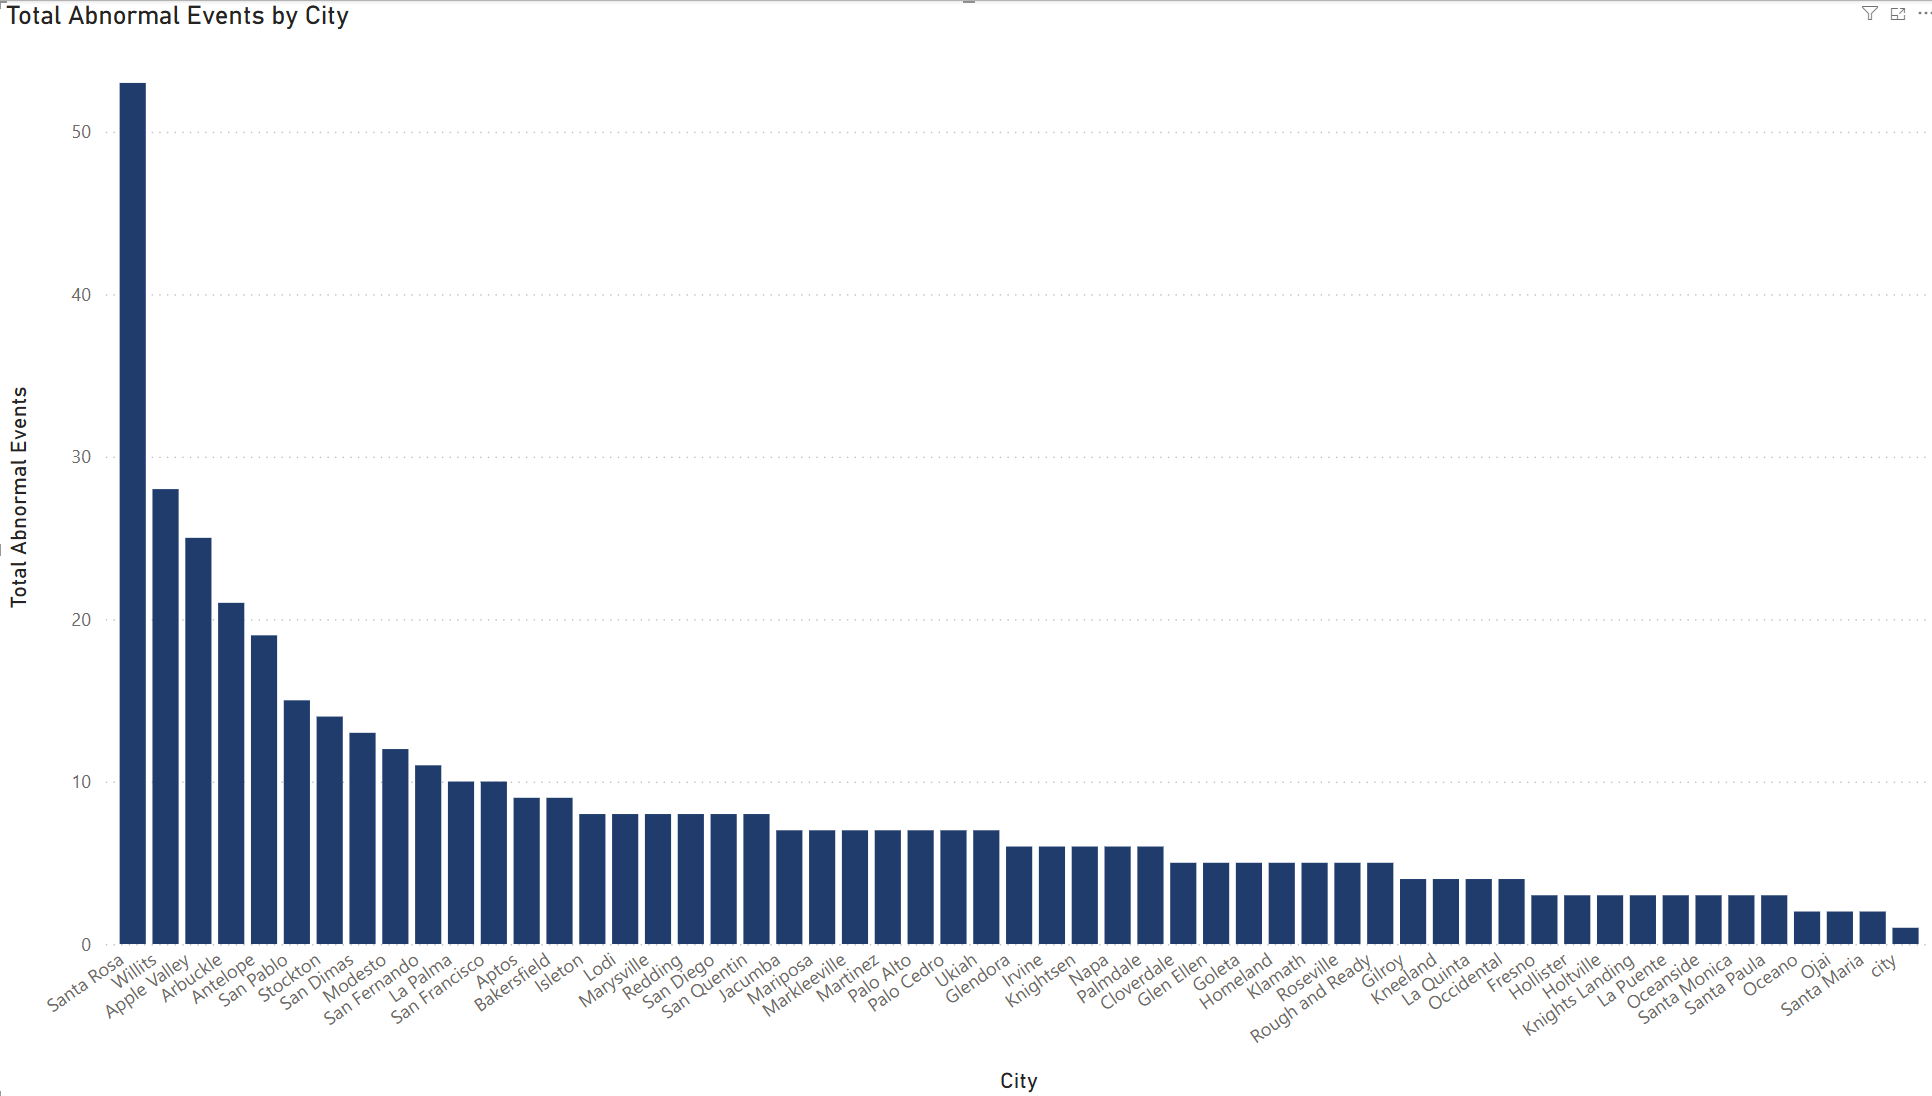 Total Abnormal Events by City
50
40
30
20
10
0
Total Abnormal Events
Santa Rosa
Willits
Apple Valley
Arbuckle
Antelope
San Pablo
Stockton
San Dimas
Modesto
San Fernando
La Palma
San Francisco
Aptos
Bakersfield
Isleton
Lodi
Marysville
Redding
San Diego
San Quentin
Jacumba
Mariposa
Markleeville
Martinez
Palo Alto
Palo Cedro
Ukiah
Glendora
Irvine
Knightsen
Napa
Palmdale
Cloverdale
Glen Ellen
Goleta
Homeland
Klamath
Roseville
Rough and Ready
Gilroy
Kneeland
La Quinta
Occidental
Fresno
Hollister
Holtville
Knights Landing
La Puente
Oceanside
Santa Monica
Santa Paula
Oceano
Ojai
Santa Maria
city
City